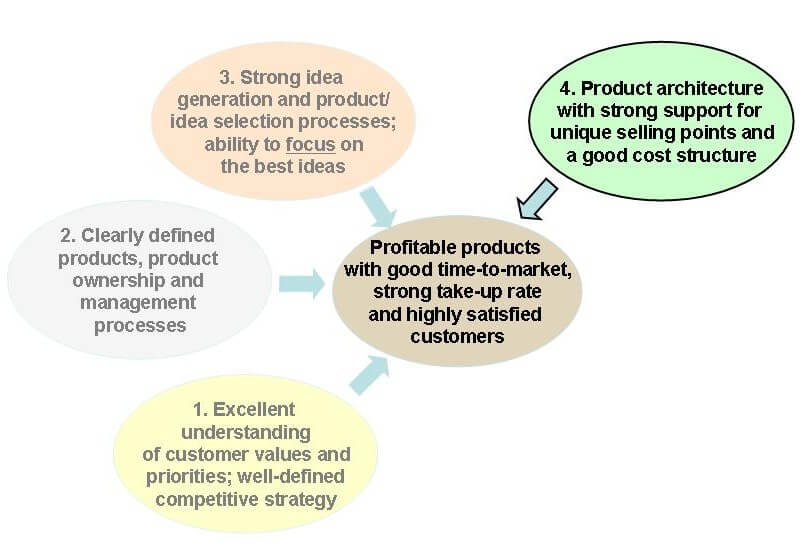 3. Strong idea
generation and product/
idea selection processes;
ability to focus on
the best ideas
4. Product architecture
with strong support for
unique selling points and
a good cost structure
2. Clearly defined
products, product
ownership and
management
processes
Profitable products
with good time-to-market,
strong take-up rate
and highly satisfied
customers
1. Excellent
understanding
of customer values and
priorities; well-defined
competitive strategy